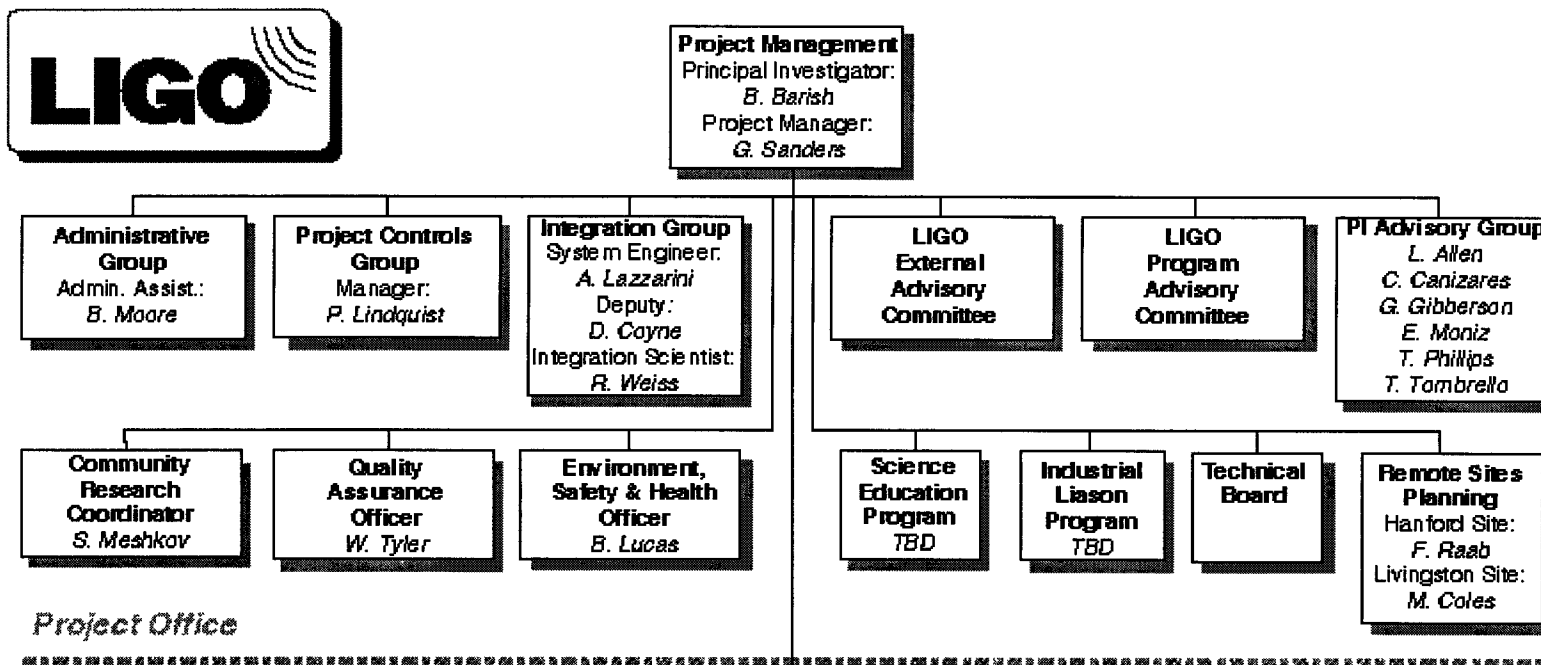 LIGO
Project Management
Principal Investigator:
B. Barish
Project Manager:
G. Sanders
Administrative
Group
Admin. Assist.:
B. Moore
Project Controls
Group
Manager:
P. Lindquist
Integration Group
System Engineer:
A. Lazzarini
Deputy:
D. Coyne
Integration Scientist:
R. Weiss
LIGO
External
Advisory
Committee
LIGO
Program
Advisory
Committee
PI Advisory Group
L. Allen
C. Canizares
G. Gibberson
E. Moniz
T. Phillips
T. Tombrello
Community
Research
Coordinator
S. Meshkov
Quality
Assurance
Officer
W. Tyler
Environment,
Safety & Health
Officer
B. Lucas
Science
Education
Program
TBD
Industrial
Liason
Program
TBD
Technical
Board
Remote Sites
Planning
Hanford Site:
F. Raab
Livingston Site:
M. Coles
Project Office